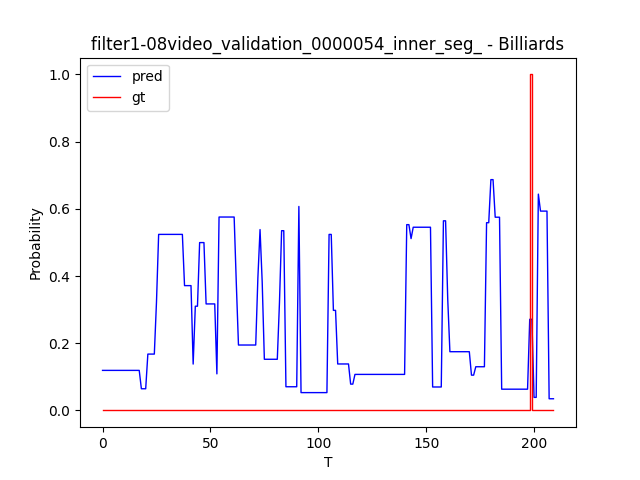 filter1-08video_validation_0000054_inner_seg_ - Billiards
pred
gt
1.0
0.8
0.6
0.4
0.2
0.0
Probability
0
50
100
150
200
T